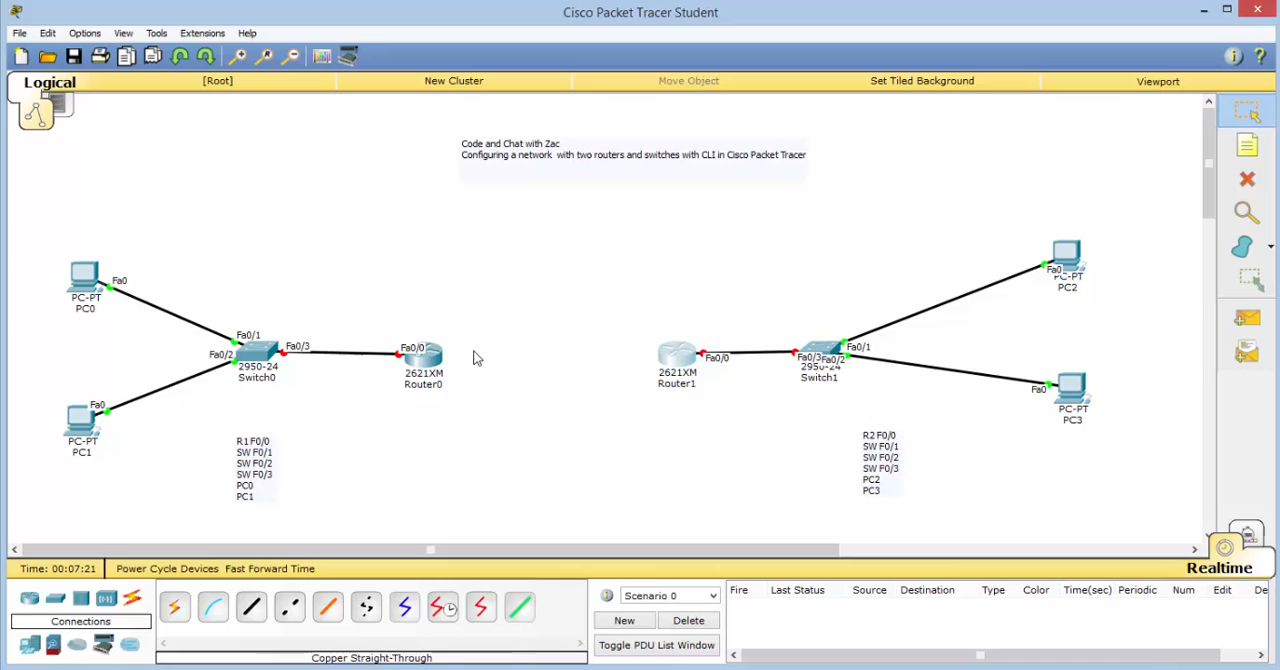 Cisco Packet Tracer Student
File Edit Options View Tools Extensions Help
Logical [Root] New Cluster Move Object Set Tiled Background Viewport
Code and Chat with Zac
Configuring a network with two routers and switches with CLI in Cisco Packet Tracer
Fa0
PC-PT
PC0
Fa0/1
Fa0/2
Fa0/3
2950-24
Switch0
Fa0/0
2621XM
Router0
Fa0
PC-PT
PC1
Fa0/0
2621XM
Router1
Fa0/3
Fa0/2
Fa0/1
2950-24
Switch1
Fa0
PC-PT
PC2
Fa0
PC-PT
PC3
R1 F0/0
SW F0/1
SW F0/2
SW F0/3
PC0
PC1
R2 F0/0
SW F0/1
SW F0/2
SW F0/3
PC2
PC3
Time: 00:07:21 Power Cycle Devices Fast Forward Time
Realtime
Connections
Copper Straight-Through
Scenario 0
New Delete
Toggle PDU List Window
Fire Last Status Source Destination Type Color Time(sec) Periodic Num Edit De